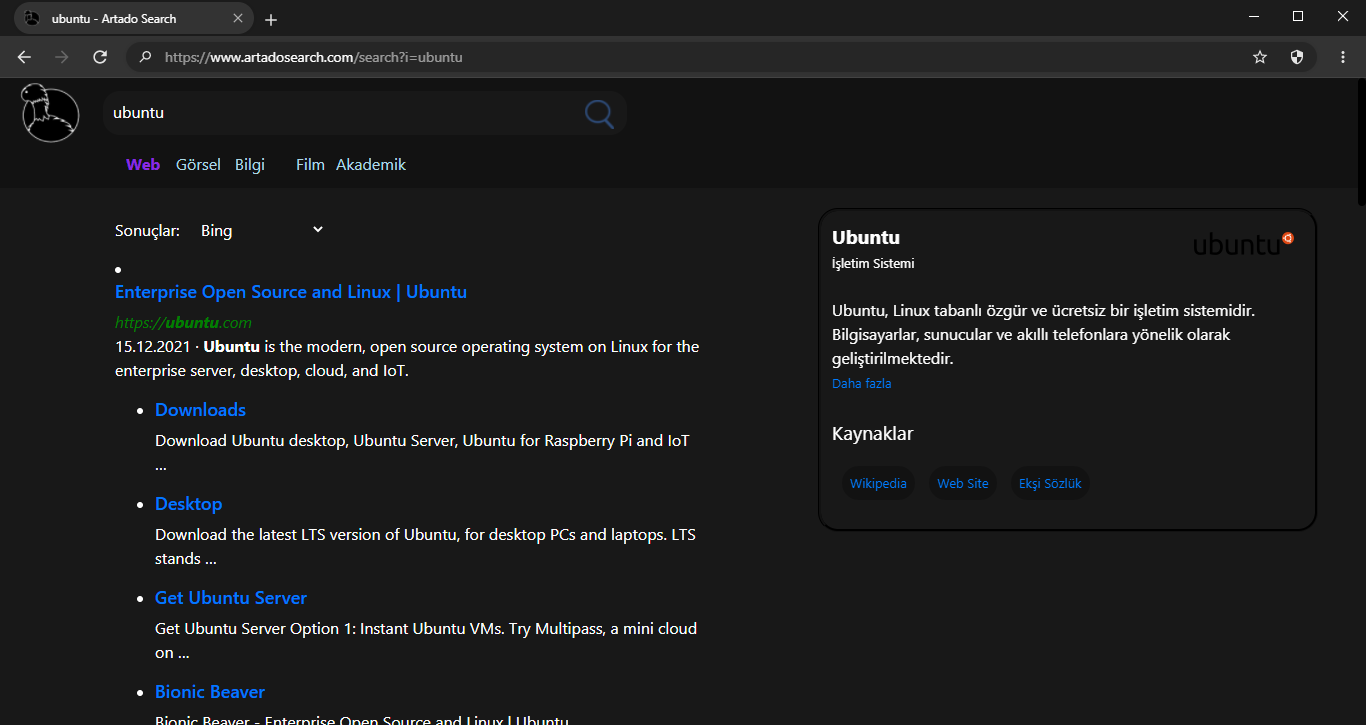 ubuntu - Artado Search
https://www.artadosearch.com/search?i=ubuntu
ubuntu
Web Görsel Bilgi Film Akademik
Sonuçlar: Bing
Enterprise Open Source and Linux | Ubuntu
https://ubuntu.com
15.12.2021 · Ubuntu is the modern, open source operating system on Linux for the
enterprise server, desktop, cloud, and IoT.
Downloads
Download Ubuntu desktop, Ubuntu Server, Ubuntu for Raspberry Pi and IoT
...
Desktop
Download the latest LTS version of Ubuntu, for desktop PCs and laptops. LTS
stands ...
Get Ubuntu Server
Get Ubuntu Server Option 1: Instant Ubuntu VMs. Try Multipass, a mini cloud
on ...
Bionic Beaver
Bionic Beaver - Enterprise Open Source and Linux | Ubuntu
Ubuntu
ubuntu
İşletim Sistemi
Ubuntu, Linux tabanlı özgür ve ücretsiz bir işletim sistemidir.
Bilgisayarlar, sunucular ve akıllı telefonlara yönelik olarak
geliştirilmektedir.
Daha fazla
Kaynaklar
Wikipedia Web Site Ekşi Sözlük